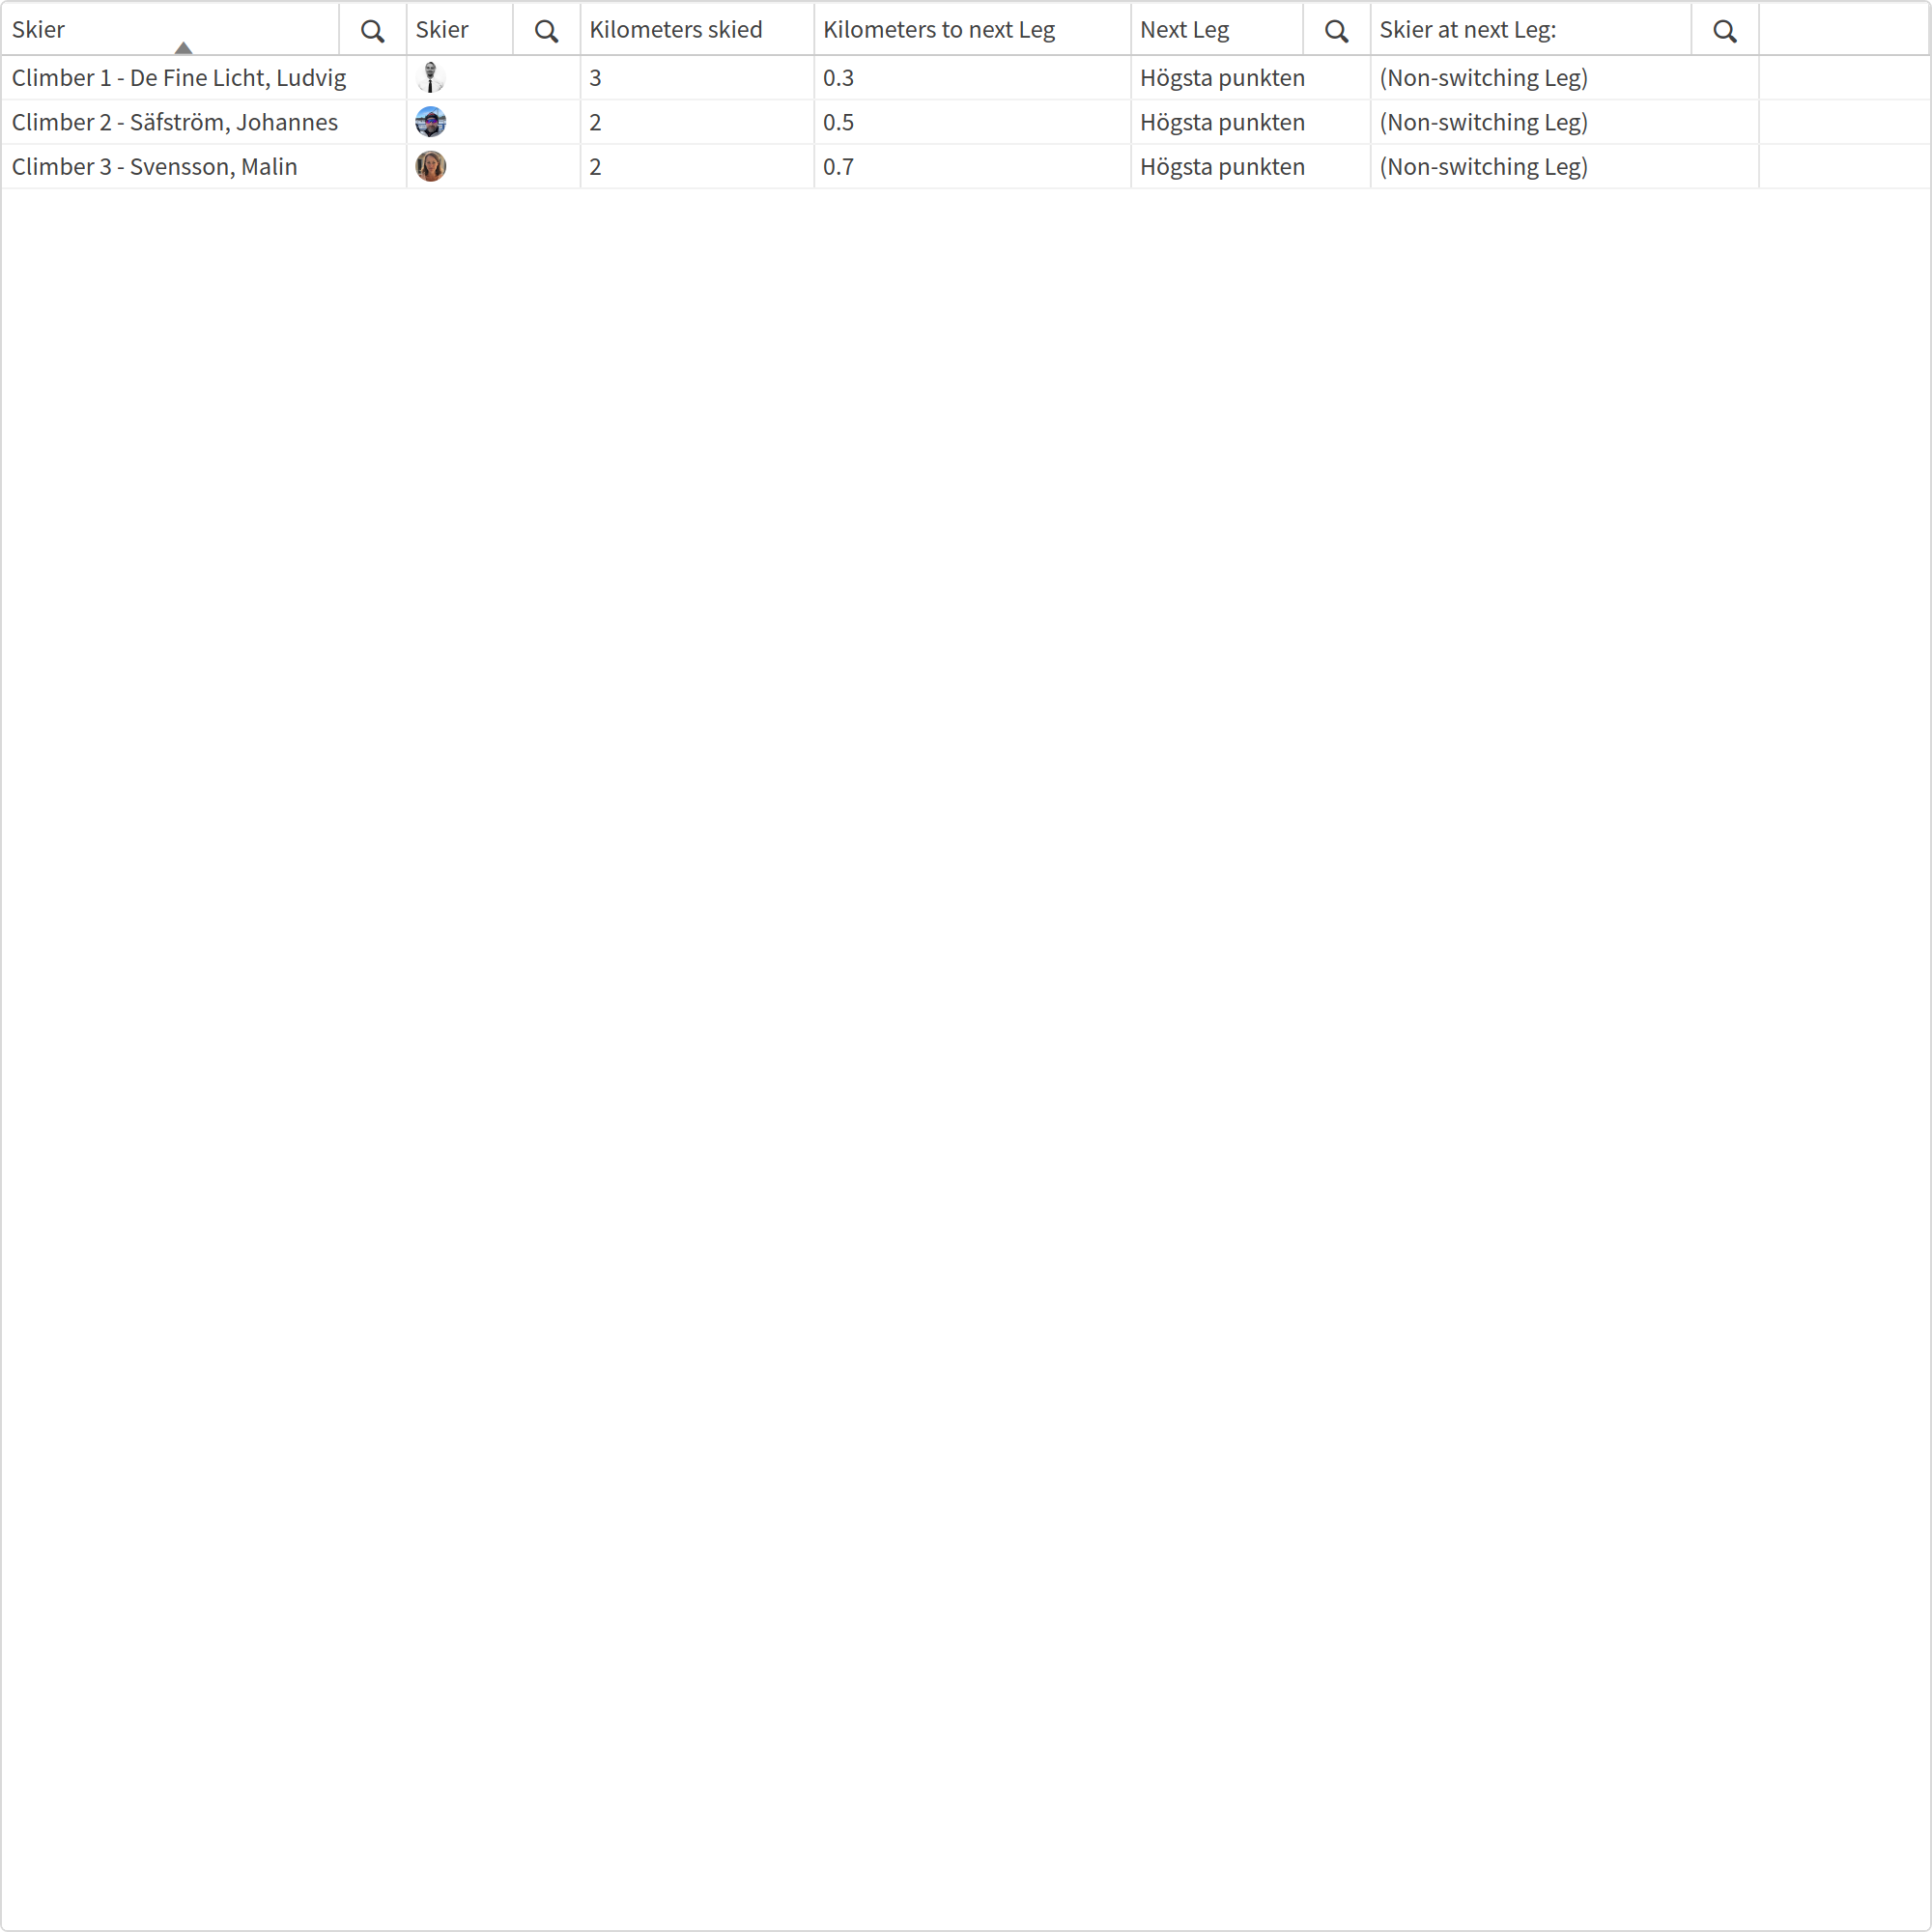 Skier Skier Kilometers skied Kilometers to next Leg Next Leg Skier at next Leg:
Climber 1 - De Fine Licht, Ludvig 3 0.3 Högsta punkten (Non-switching Leg)
Climber 2 - Säfström, Johannes 2 0.5 Högsta punkten (Non-switching Leg)
Climber 3 - Svensson, Malin 2 0.7 Högsta punkten (Non-switching Leg)